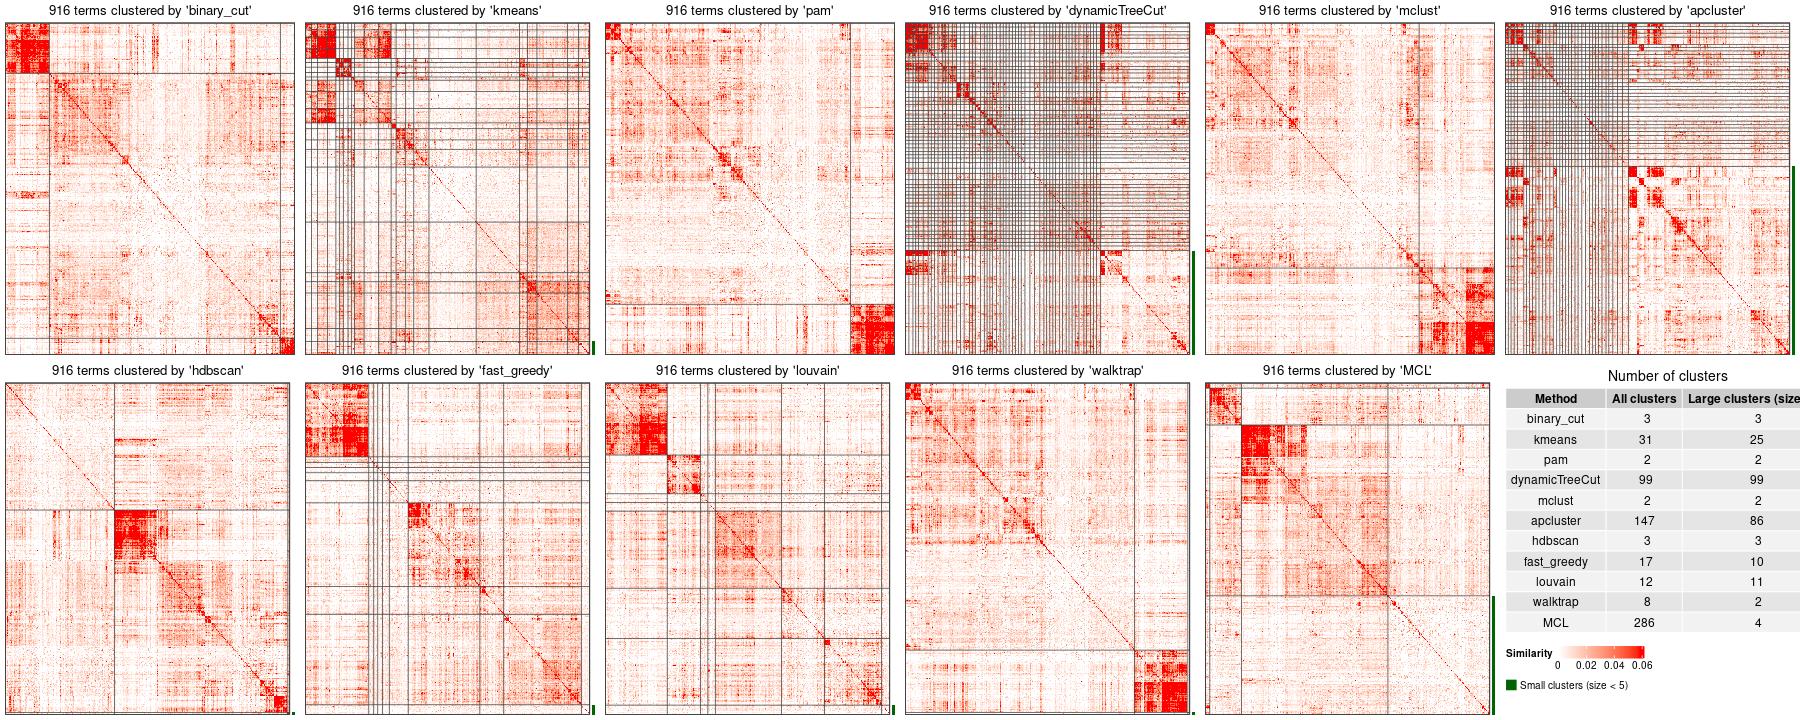 916 terms clustered by 'binary_cut'
916 terms clustered by 'kmeans'
916 terms clustered by 'pam'
916 terms clustered by 'dynamicTreeCut'
916 terms clustered by 'mclust'
916 terms clustered by 'apcluster'
916 terms clustered by 'hdbscan'
916 terms clustered by 'fast_greedy'
916 terms clustered by 'louvain'
916 terms clustered by 'walktrap'
916 terms clustered by 'MCL'
Number of clusters
Method All clusters Large clusters (size
binary_cut 3 3
kmeans 31 25
pam 2 2
dynamicTreeCut 99 99
mclust 2 2
apcluster 147 86
hdbscan 3 3
fast_greedy 17 10
louvain 12 11
walktrap 8 2
MCL 286 4
Similarity
0 0.02 0.04 0.06
Small clusters (size < 5)